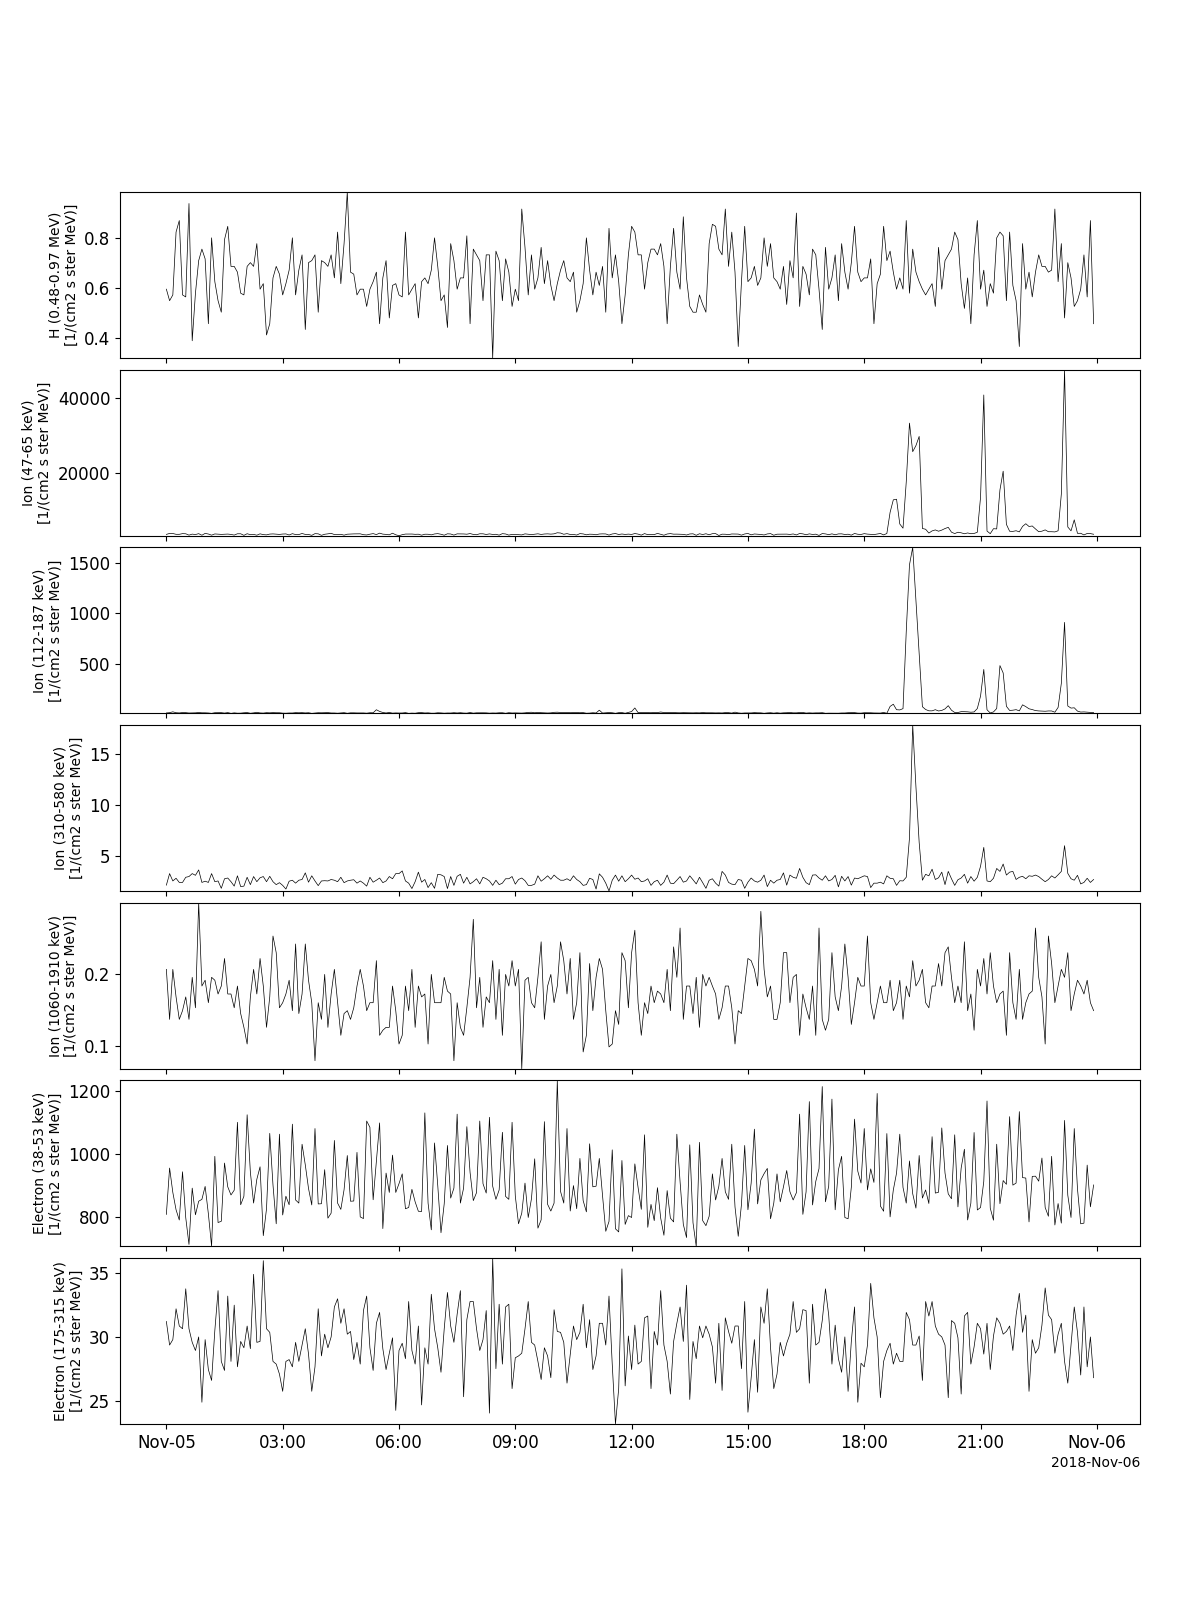 H (0.48-0.97 MeV)
[1/(cm2 s ster MeV)]
0.8
0.6
0.4
Ion (47-65 keV)
[1/(cm2 s ster MeV)]
40000
20000
Ion (112-187 keV)
[1/(cm2 s ster MeV)]
1500
1000
500
Ion (310-580 keV)
[1/(cm2 s ster MeV)]
15
10
5
Ion (1060-1910 keV)
[1/(cm2 s ster MeV)]
0.2
0.1
Electron (38-53 keV)
[1/(cm2 s ster MeV)]
1200
1000
800
Electron (175-315 keV)
[1/(cm2 s ster MeV)]
35
30
25
Nov-05 03:00 06:00 09:00 12:00 15:00 18:00 21:00 Nov-06
2018-Nov-06